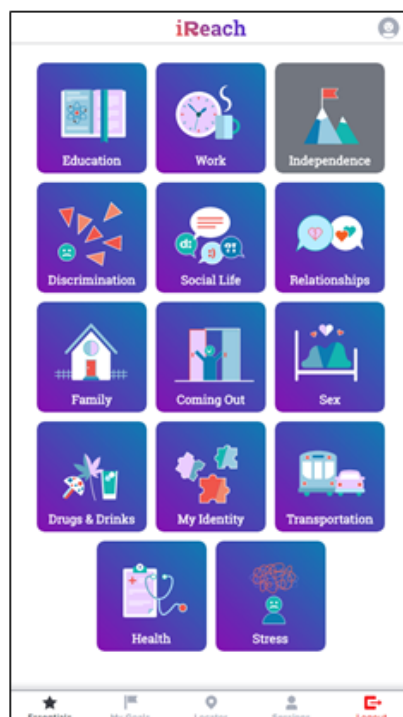 iReach
Education
Work
Independence
Discrimination
Social Life
Relationships
Family
Coming Out
Sex
Drugs & Drinks
My Identity
Transportation
Health
Stress